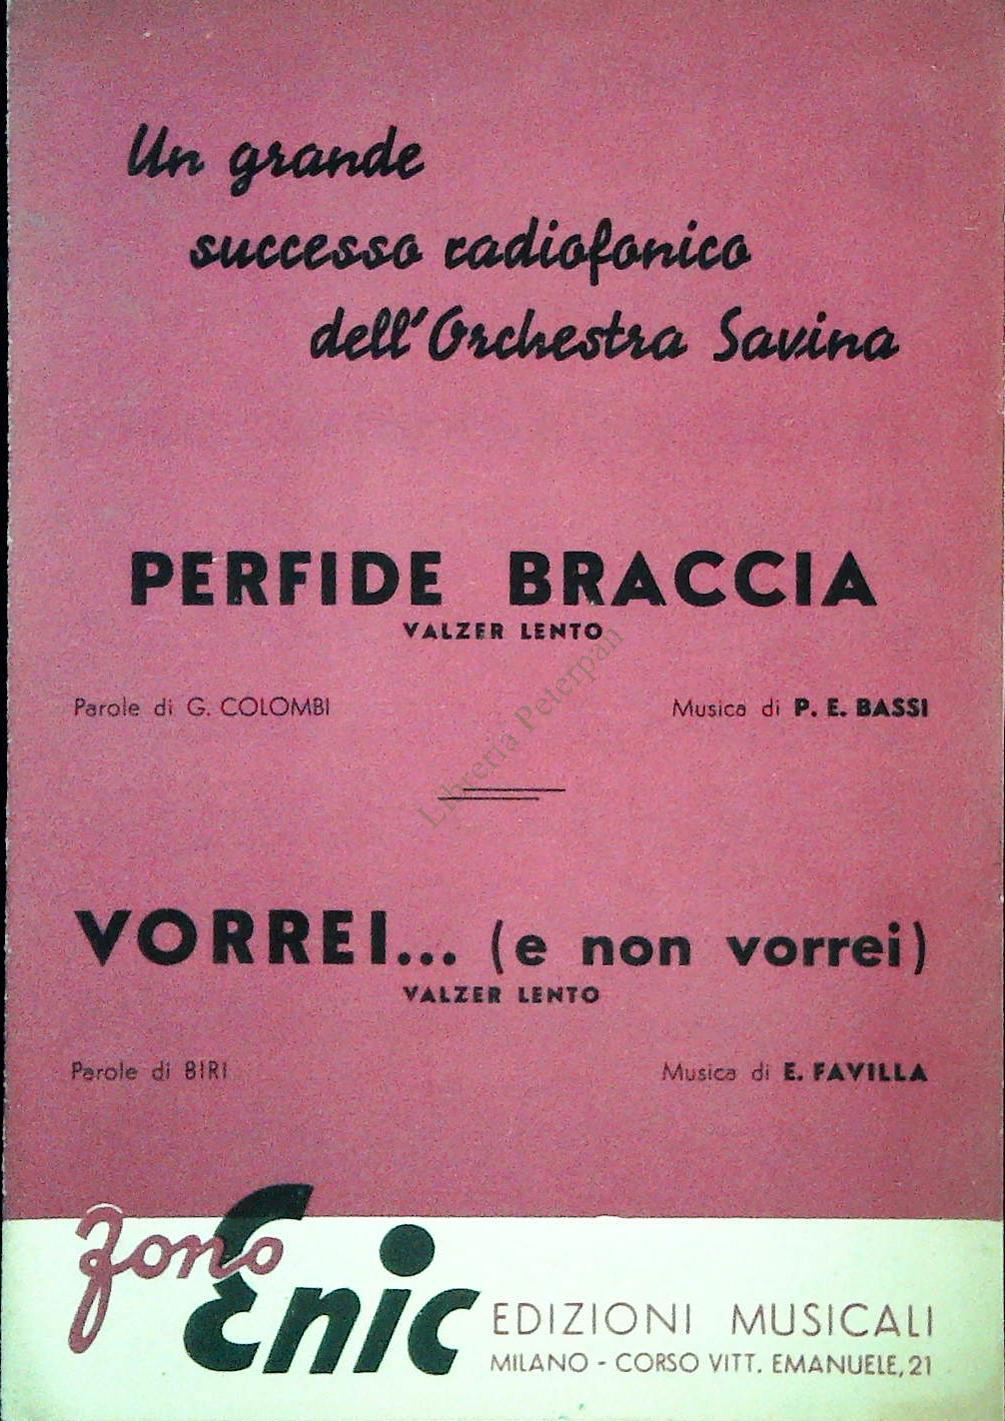 Un grande
successo radiofonico
dell'Orchestra Savina
PERFIDE BRACCIA
VALZER LENTO
Parole di G. COLOMBI Musica di P. E. BASSI
Libreria Peterpan
VORREI... (e non vorrei)
VALZER LENTO
Parole di BIRI Musica di E. FAVILLA
fono Enic
EDIZIONI MUSICALI
MILANO - CORSO VITT. EMANUELE, 21